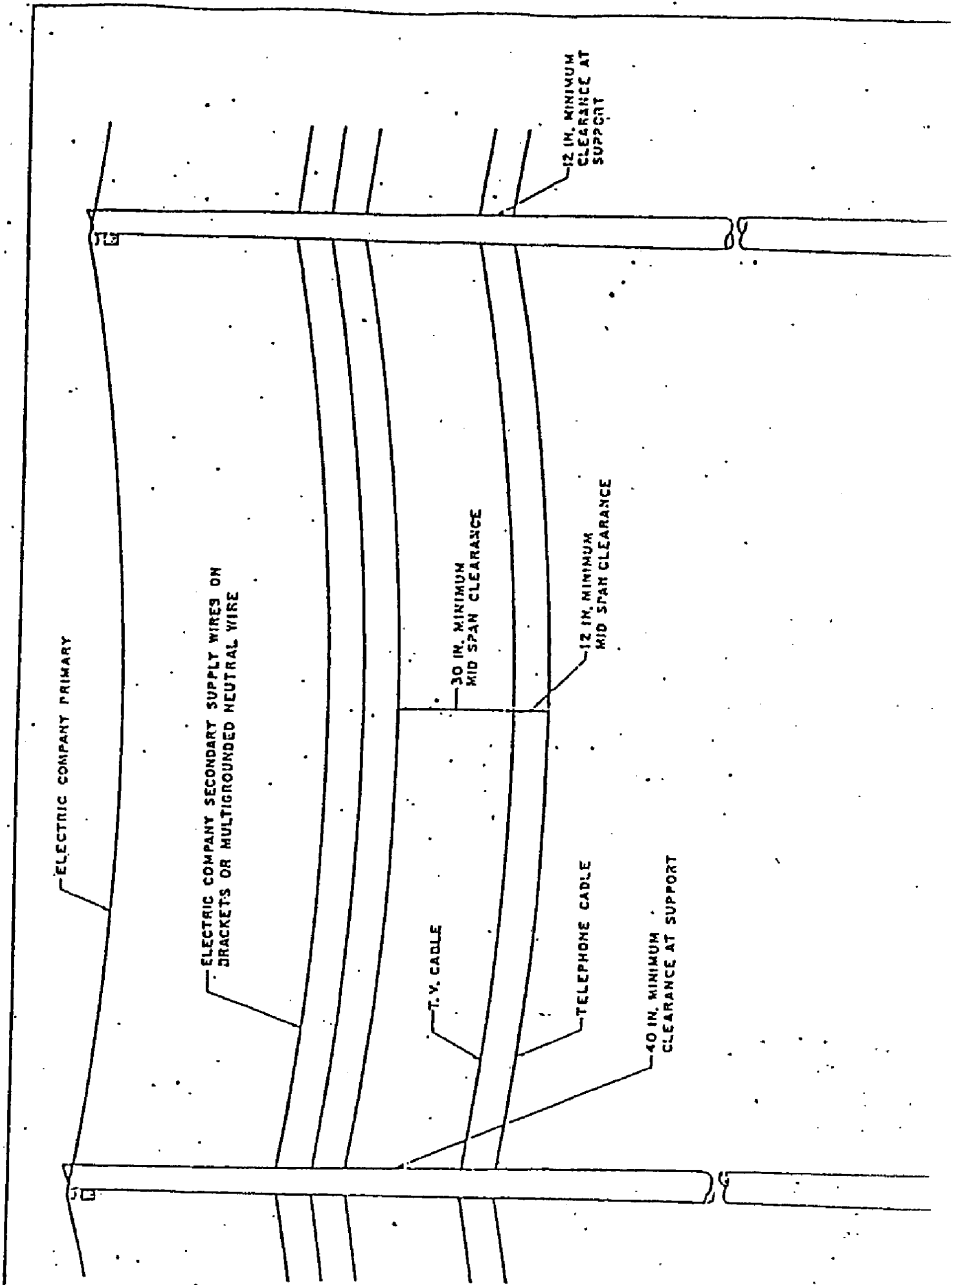 ELECTRIC COMPANY PRIMARY
ELECTRIC COMPANY SECONDARY SUPPLY WIRES ON
BRACKETS OR MULTIGROUNDED NEUTRAL WIRE
12 IN. MINIMUM
CLEARANCE AT
SUPPORT
30 IN. MINIMUM
MID SPAN CLEARANCE
12 IN. MINIMUM
MID SPAN CLEARANCE
T.V. CABLE
TELEPHONE CABLE
40 IN. MINIMUM
CLEARANCE AT SUPPORT